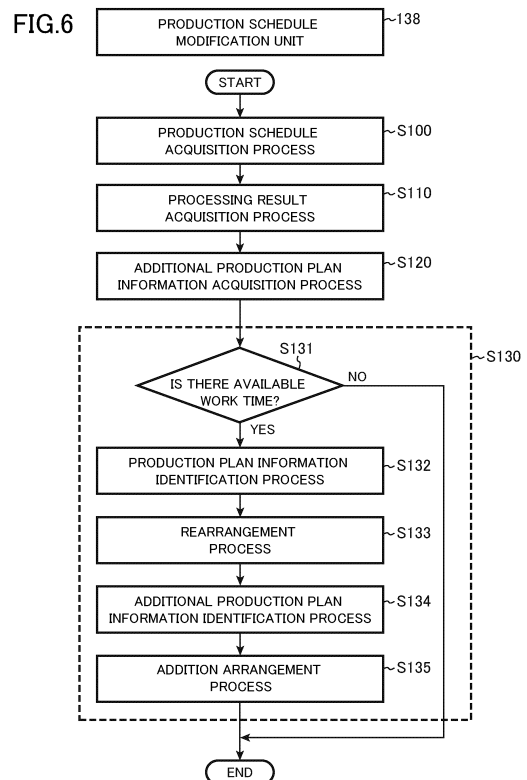 FIG.6
PRODUCTION SCHEDULE
MODIFICATION UNIT
138
START
PRODUCTION SCHEDULE
ACQUISITION PROCESS
S100
PROCESSING RESULT
ACQUISITION PROCESS
S110
ADDITIONAL PRODUCTION PLAN
INFORMATION ACQUISITION PROCESS
S120
S130
S131
IS THERE AVAILABLE
WORK TIME?
NO
YES
PRODUCTION PLAN INFORMATION
IDENTIFICATION PROCESS
S132
REARRANGEMENT
PROCESS
S133
ADDITIONAL PRODUCTION PLAN
INFORMATION IDENTIFICATION PROCESS
S134
ADDITION ARRANGEMENT
PROCESS
S135
END